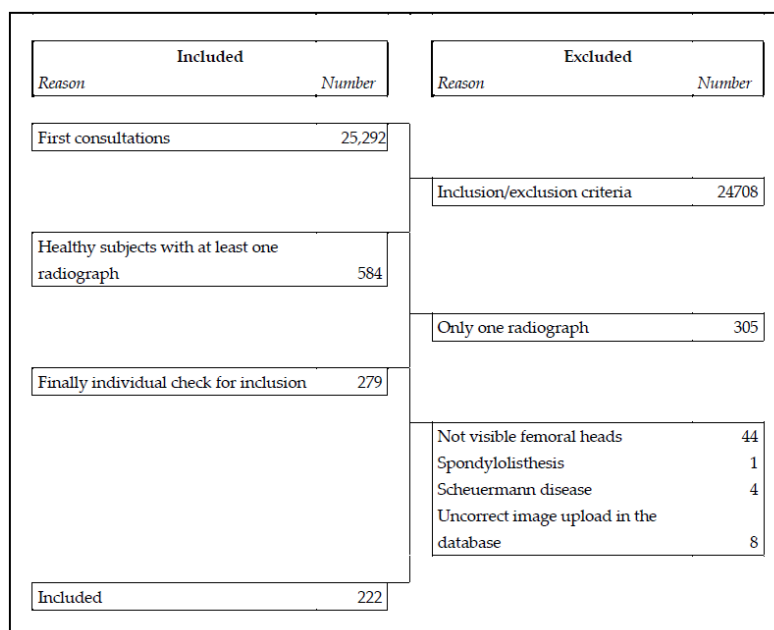 Included
Reason Number
Excluded
Reason Number
First consultations 25,292
Inclusion/exclusion criteria 24708
Healthy subjects with at least one
radiograph 584
Only one radiograph 305
Finally individual check for inclusion 279
Not visible femoral heads 44
Spondylolisthesis 1
Scheuermann disease 4
Uncorrect image upload in the
database 8
Included 222